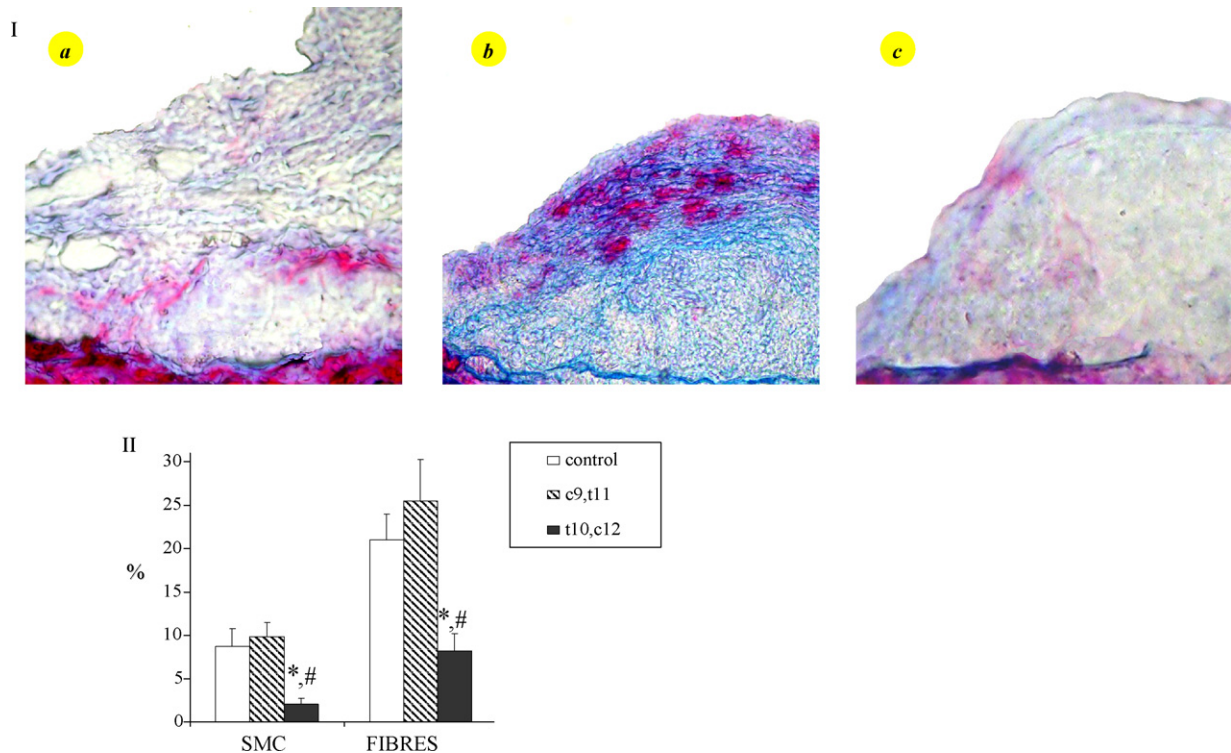 I
a
b
c
II
30
25
20
15
10
5
0
%
*,#
*,#
SMC
FIBRES
control
c9,t11
t10,c12